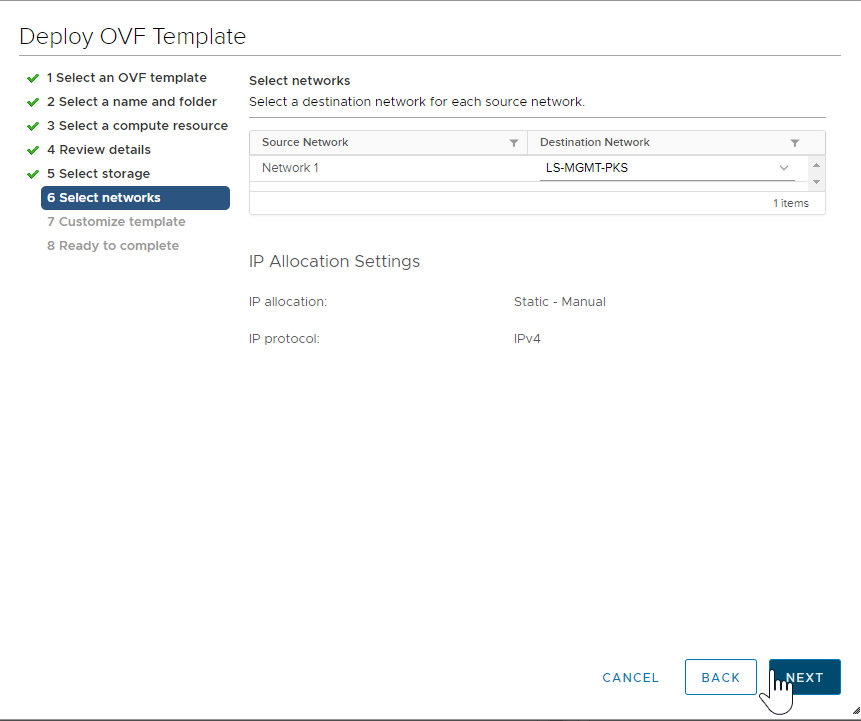 Deploy OVF Template
1 Select an OVF template
2 Select a name and folder
3 Select a compute resource
4 Review details
5 Select storage
6 Select networks
7 Customize template
8 Ready to complete
Select networks
Select a destination network for each source network.
Source Network Destination Network
Network 1 LS-MGMT-PKS
1 items
IP Allocation Settings
IP allocation: Static - Manual
IP protocol: IPv4
CANCEL BACK NEXT